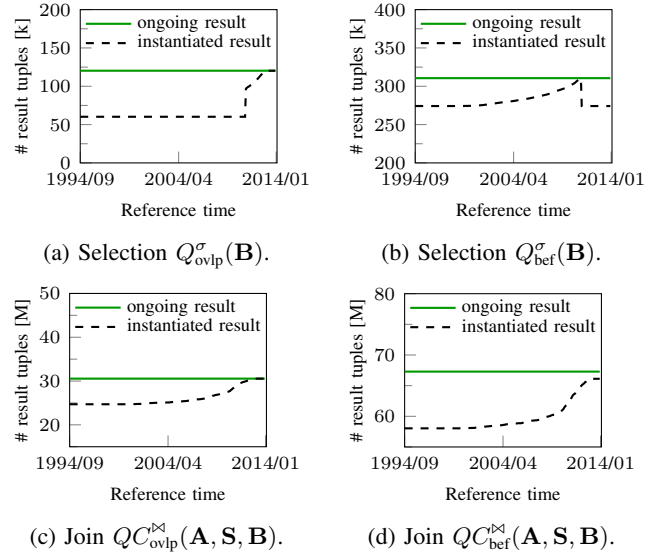 # result tuples [k]
200
150
100
50
0
ongoing result
instantiated result
1994/09 2004/04 2014/01
Reference time
(a) Selection Q^σ_ovlp(B).
# result tuples [k]
400
350
300
250
200
ongoing result
instantiated result
1994/09 2004/04 2014/01
Reference time
(b) Selection Q^σ_bef(B).
# result tuples [M]
50
40
30
20
ongoing result
instantiated result
1994/09 2004/04 2014/01
Reference time
(c) Join QC^⋈_ovlp(A, S, B).
# result tuples [M]
80
70
60
ongoing result
instantiated result
1994/09 2004/04 2014/01
Reference time
(d) Join QC^⋈_bef(A, S, B).